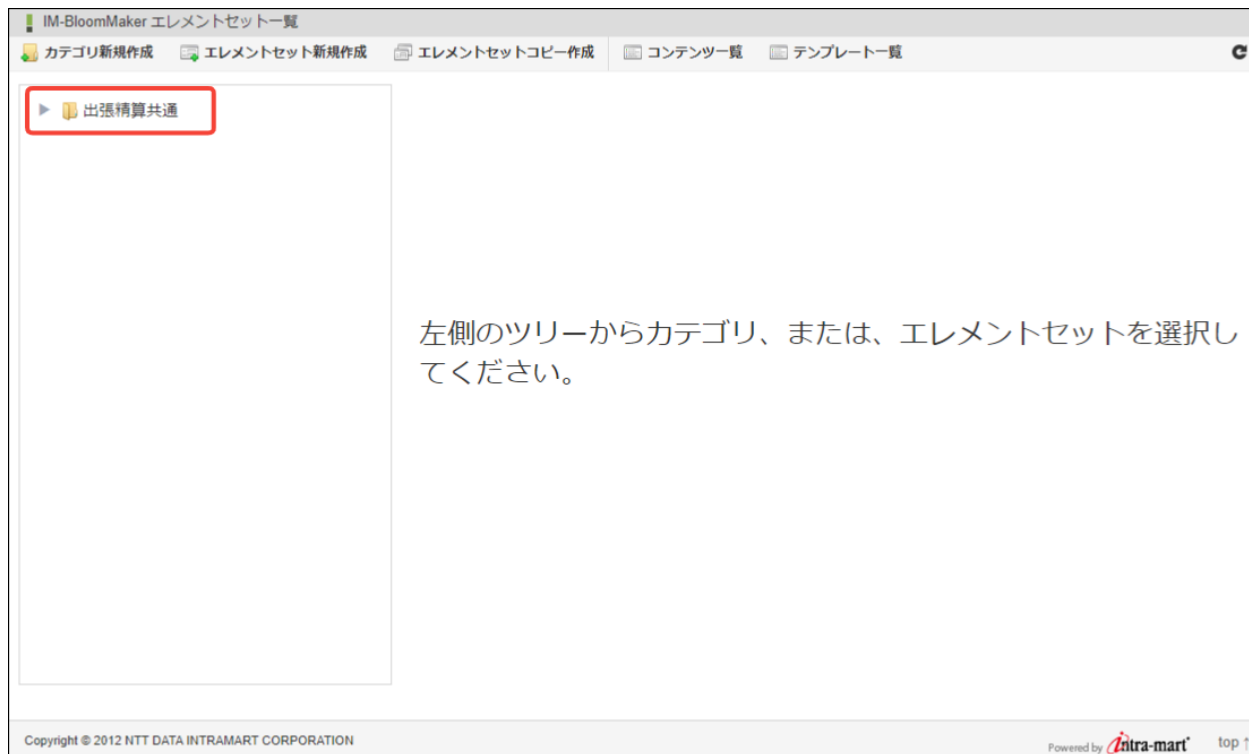 IM-BloomMaker エレメントセット一覧
カテゴリ新規作成 エレメントセット新規作成 エレメントセットコピー作成 コンテンツ一覧 テンプレート一覧
出張精算共通
左側のツリーからカテゴリ、または、エレメントセットを選択し
てください。
Copyright © 2012 NTT DATA INTRAMART CORPORATION
Powered by intra-mart top ↑